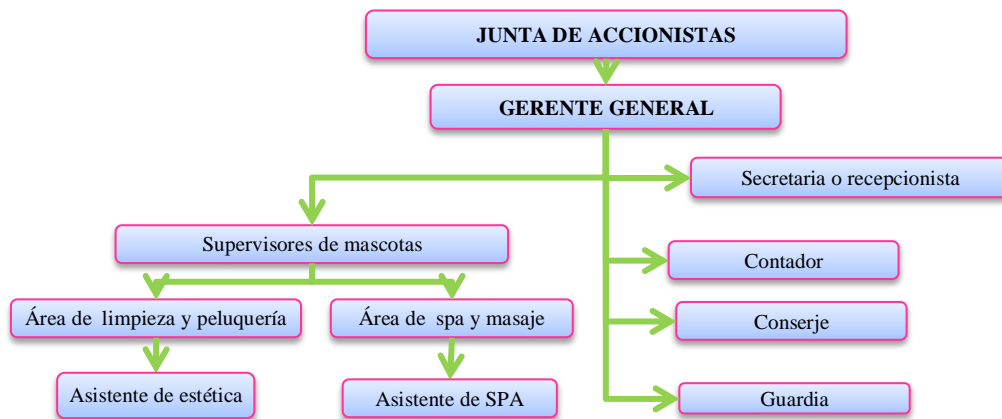 JUNTA DE ACCIONISTAS
GERENTE GENERAL
Secretaria o recepcionista
Supervisores de mascotas
Contador
Área de limpieza y peluquería
Área de spa y masaje
Conserje
Asistente de estética
Asistente de SPA
Guardia